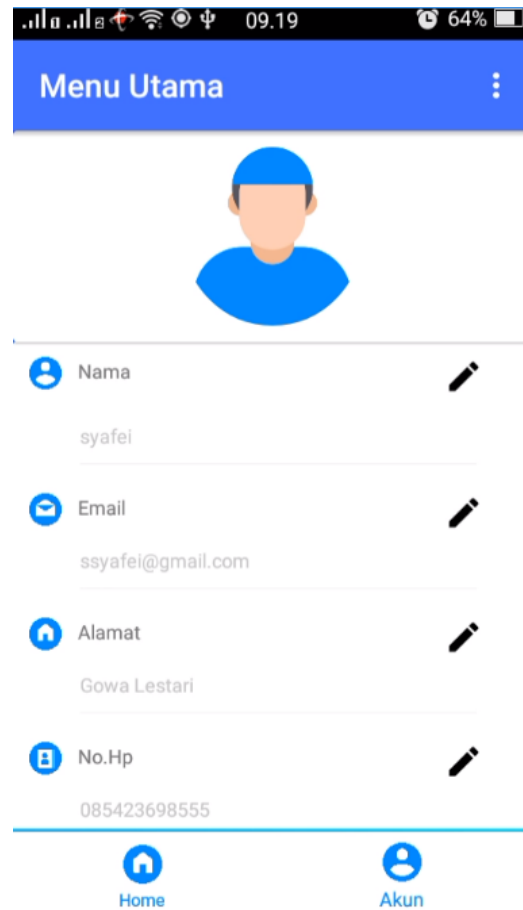 09.19 64%
Menu Utama
Nama
syafei
Email
ssyafei@gmail.com
Alamat
Gowa Lestari
No.Hp
085423698555
Home Akun